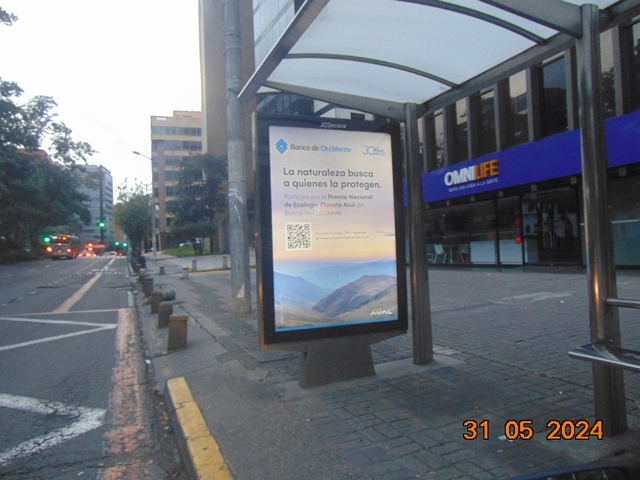 JCDecaux
Banco de Occidente
La naturaleza busca
a quienes la protegen.
Participa por el Premio Nacional
de Ecología Planeta Azul del
Banco de Occidente
OMNILIFE
31 05 2024